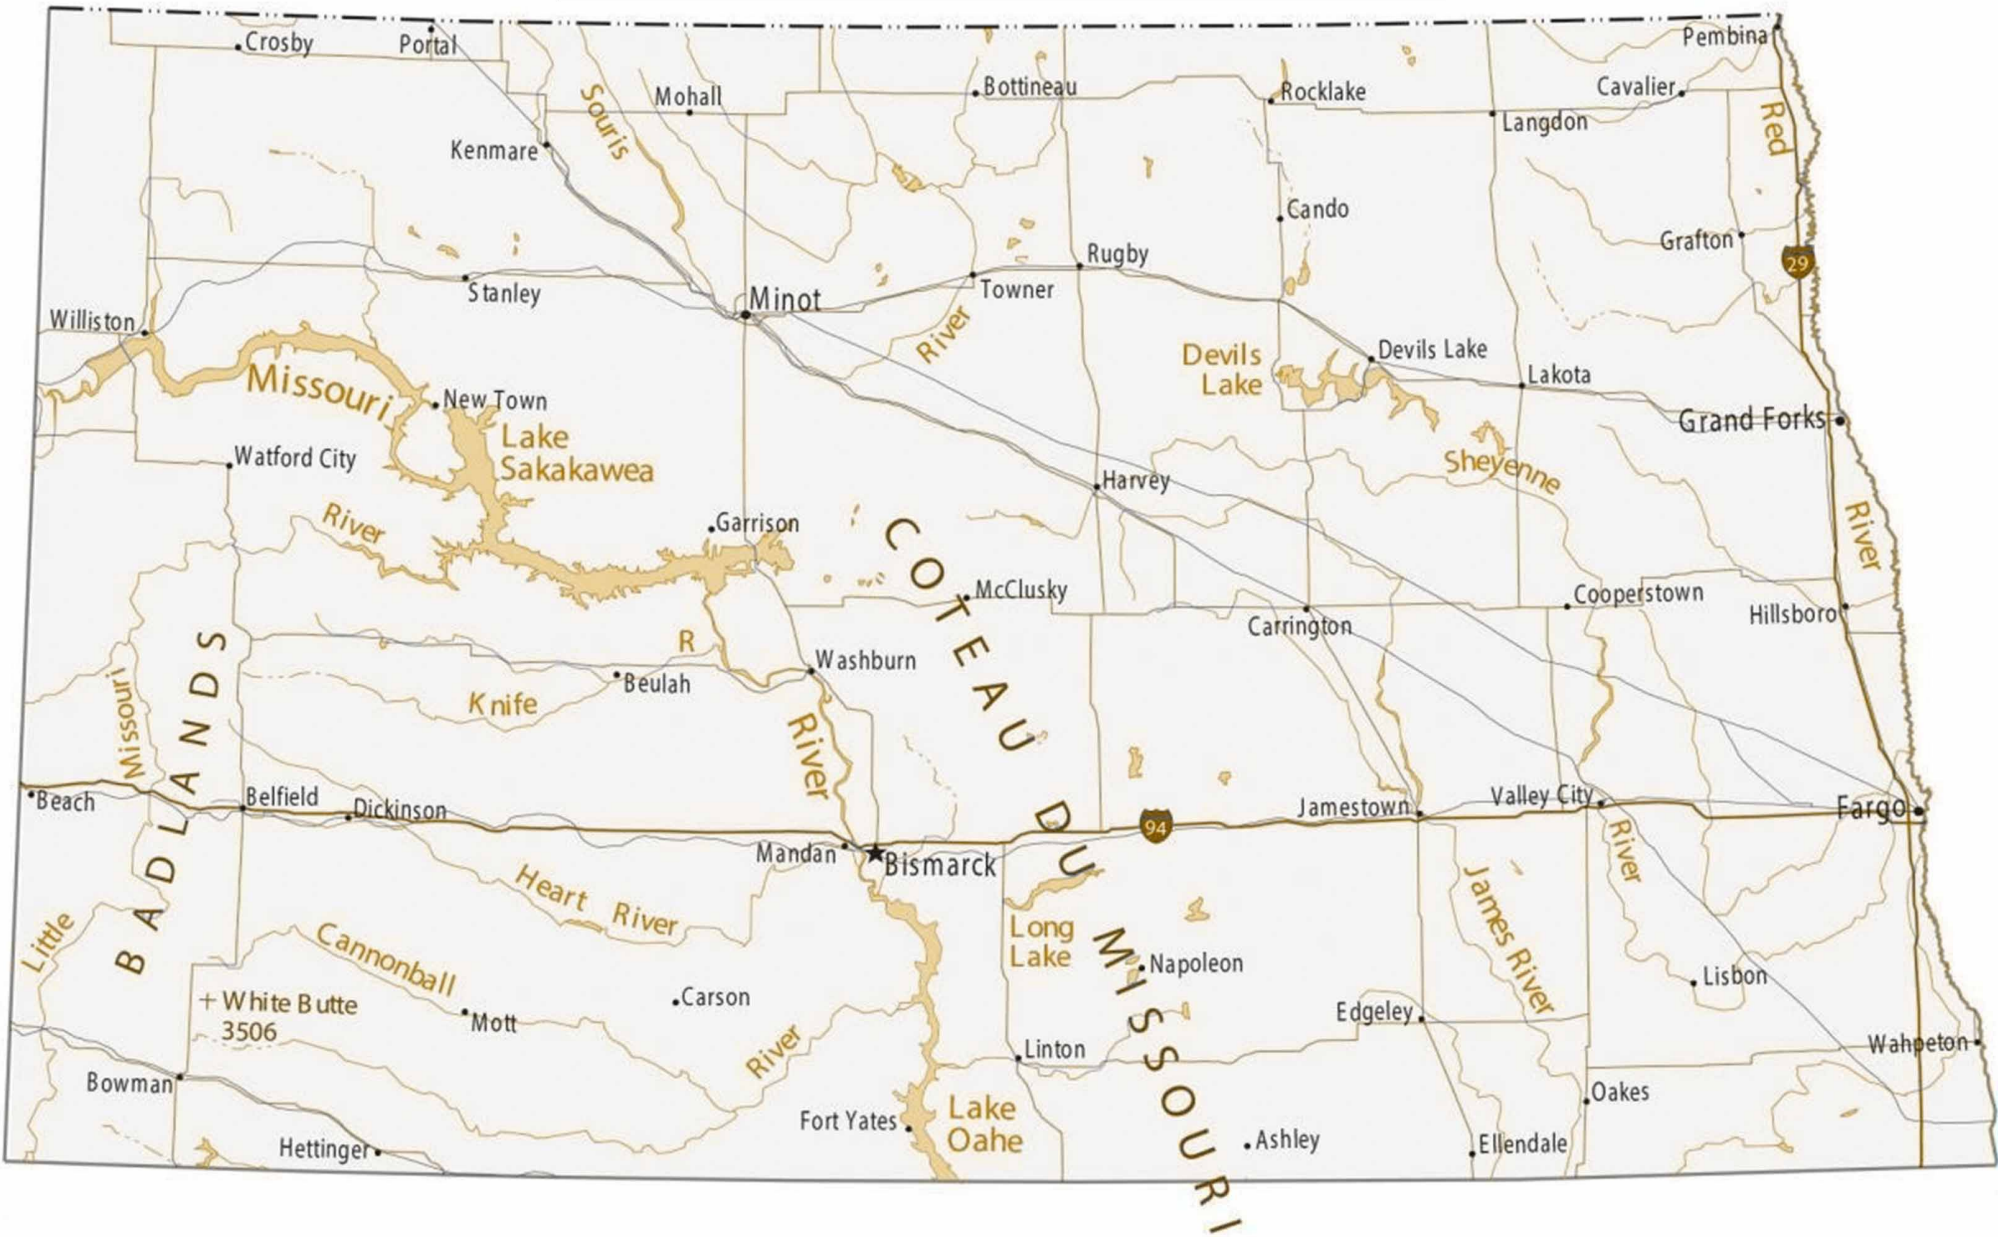 Crosby
Portal
Pembina
Mohall
Bottineau
Rocklake
Cavalier
Langdon
Souris
Kenmare
Red
Cando
Grafton
Rugby
29
Stanley
Minot
Towner
Williston
River
Devils
Lake
Devils Lake
Lakota
Missouri
New Town
Grand Forks
Lake
Sakakawea
Watford City
Harvey
Sheyenne
River
Garrison
River
COTEAU DU MISSOURI
McClusky
Cooperstown
Hillsboro
Carrington
R
Washburn
Beulah
Knife
Missouri
BADLANDS
River
Beach
Belfield
Dickinson
Jamestown
Valley City
Fargo
94
Mandan
Bismarck
River
Heart River
James River
Little
Cannonball
Long
Lake
Napoleon
Lisbon
White Butte
3506
Carson
Mott
Edgeley
River
Linton
Wahpeton
Bowman
Oakes
Fort Yates
Lake
Oahe
Hettinger
Ashley
Ellendale